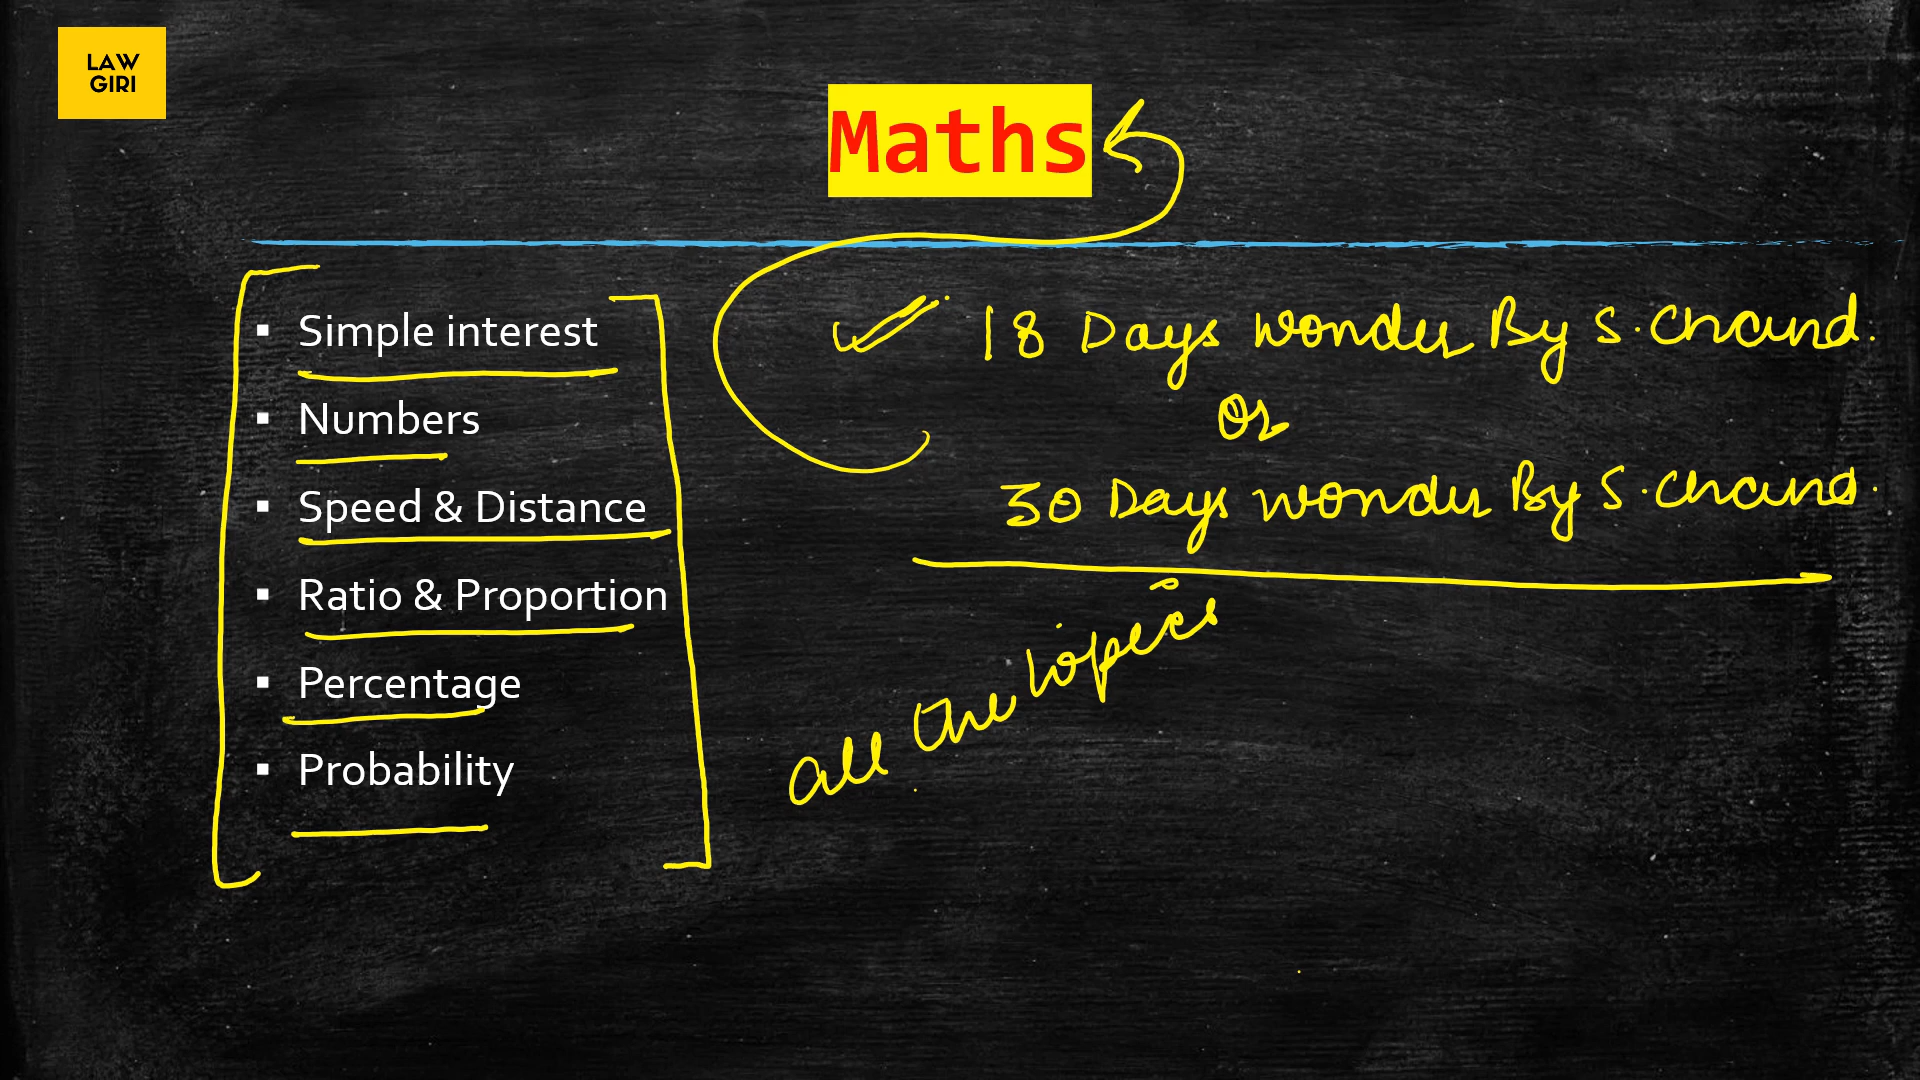 LAW
GIRI
Maths
▪ Simple interest
▪ Numbers
▪ Speed & Distance
▪ Ratio & Proportion
▪ Percentage
▪ Probability
18 Days wonder By S. Chand.
or
30 Days wonder By S. Chand.
all the topics